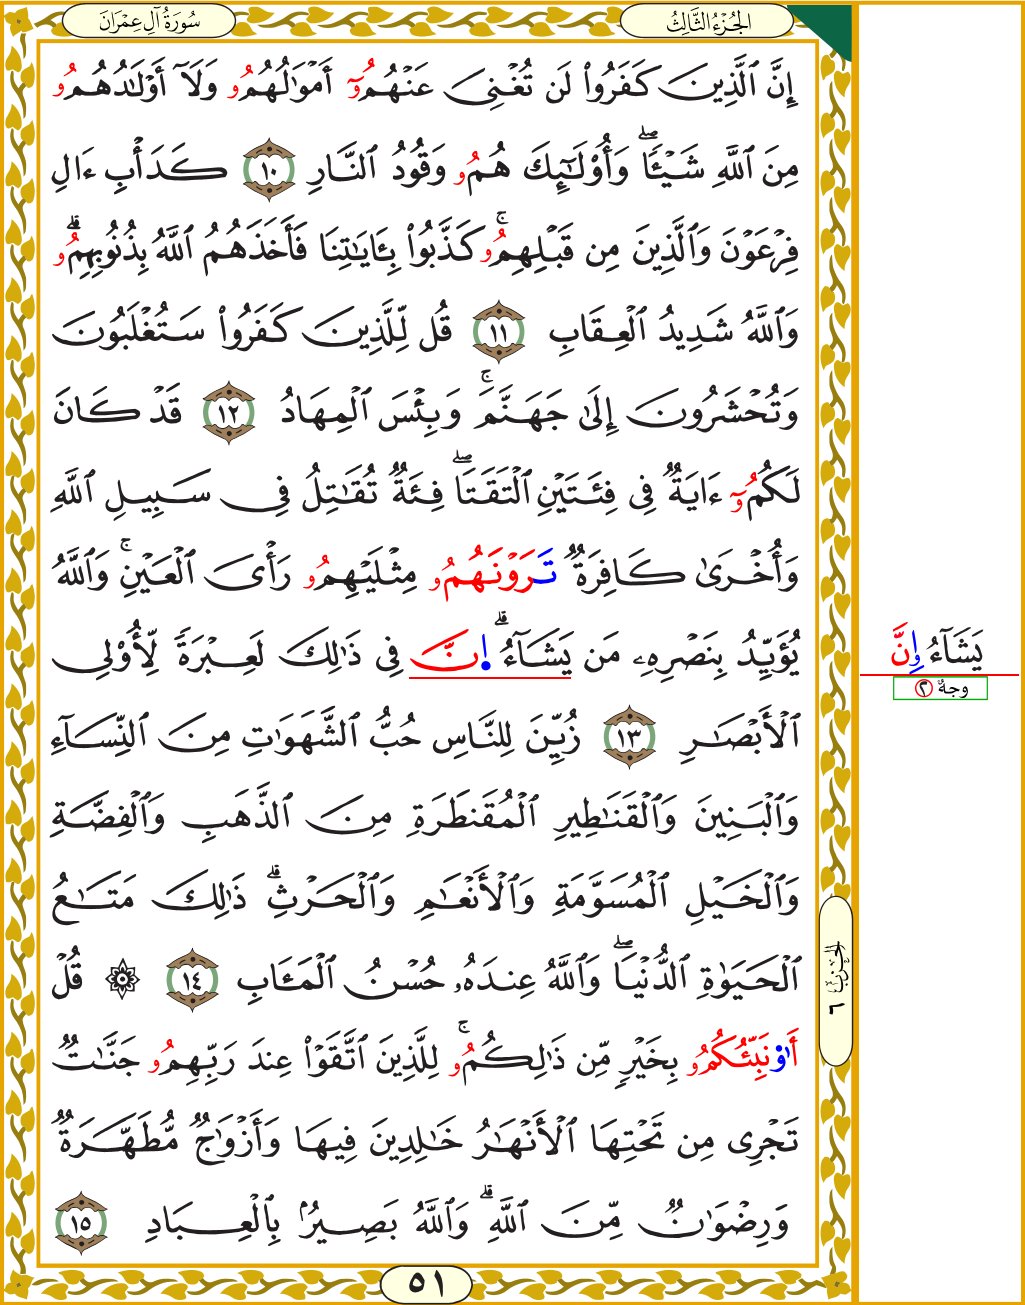 سُورَةُ آلِ عِمْرَانَ
الجُزْءُ الثَّالِثُ
إِنَّ ٱلَّذِينَ كَفَرُواْ لَن تُغْنِىَ عَنْهُمُۥٓ أَمْوَٰلُهُمُۥ وَلَآ أَوْلَٰدُهُمُۥ
مِنَ ٱللَّهِ شَيْـًٔاۖ وَأُوْلَٰٓئِكَ هُمُۥ وَقُودُ ٱلنَّارِ ١٠ كَدَأْبِ ءَالِ
فِرْعَوْنَ وَٱلَّذِينَ مِن قَبْلِهِمُۥۚ كَذَّبُواْ بِـَٔايَٰتِنَا فَأَخَذَهُمُ ٱللَّهُ بِذُنُوبِهِمُۥۗ
وَٱللَّهُ شَدِيدُ ٱلْعِقَابِ ١١ قُل لِّلَّذِينَ كَفَرُواْ سَتُغْلَبُونَ
وَتُحْشَرُونَ إِلَىٰ جَهَنَّمَۚ وَبِئْسَ ٱلْمِهَادُ ١٢ قَدْ كَانَ
لَكُمُۥٓ ءَايَةٌ فِى فِئَتَيْنِ ٱلْتَقَتَاۖ فِئَةٌ تُقَٰتِلُ فِى سَبِيلِ ٱللَّهِ
وَأُخْرَىٰ كَافِرَةٌ تَرَوْنَهُمُۥ مِثْلَيْهِمُۥ رَأْىَ ٱلْعَيْنِۚ وَٱللَّهُ
يُؤَيِّدُ بِنَصْرِهِۦ مَن يَشَآءُۗ اِ۬نَّ فِى ذَٰلِكَ لَعِبْرَةً لِّأُوْلِى
ٱلْأَبْصَٰرِ ١٣ زُيِّنَ لِلنَّاسِ حُبُّ ٱلشَّهَوَٰتِ مِنَ ٱلنِّسَآءِ
وَٱلْبَنِينَ وَٱلْقَنَٰطِيرِ ٱلْمُقَنطَرَةِ مِنَ ٱلذَّهَبِ وَٱلْفِضَّةِ
وَٱلْخَيْلِ ٱلْمُسَوَّمَةِ وَٱلْأَنْعَٰمِ وَٱلْحَرْثِۗ ذَٰلِكَ مَتَٰعُ
ٱلْحَيَوٰةِ ٱلدُّنْيَاۖ وَٱللَّهُ عِندَهُۥ حُسْنُ ٱلْمَـَٔابِ ١٤ ۞ قُلْ
أَاؤُ۬نَبِّئُكُمُۥ بِخَيْرٍ مِّن ذَٰلِكُمُۥۚ لِلَّذِينَ ٱتَّقَوْاْ عِندَ رَبِّهِمُۥ جَنَّٰتٌ
تَجْرِى مِن تَحْتِهَا ٱلْأَنْهَٰرُ خَٰلِدِينَ فِيهَا وَأَزْوَٰجٌ مُّطَهَّرَةٌ
وَرِضْوَٰنٌ مِّنَ ٱللَّهِۗ وَٱللَّهُ بَصِيرٌۢ بِٱلْعِبَادِ ١٥
يَشَآءُ وِنَّ
وجهٌ ٢
الحِزْبُ ٦
٥١